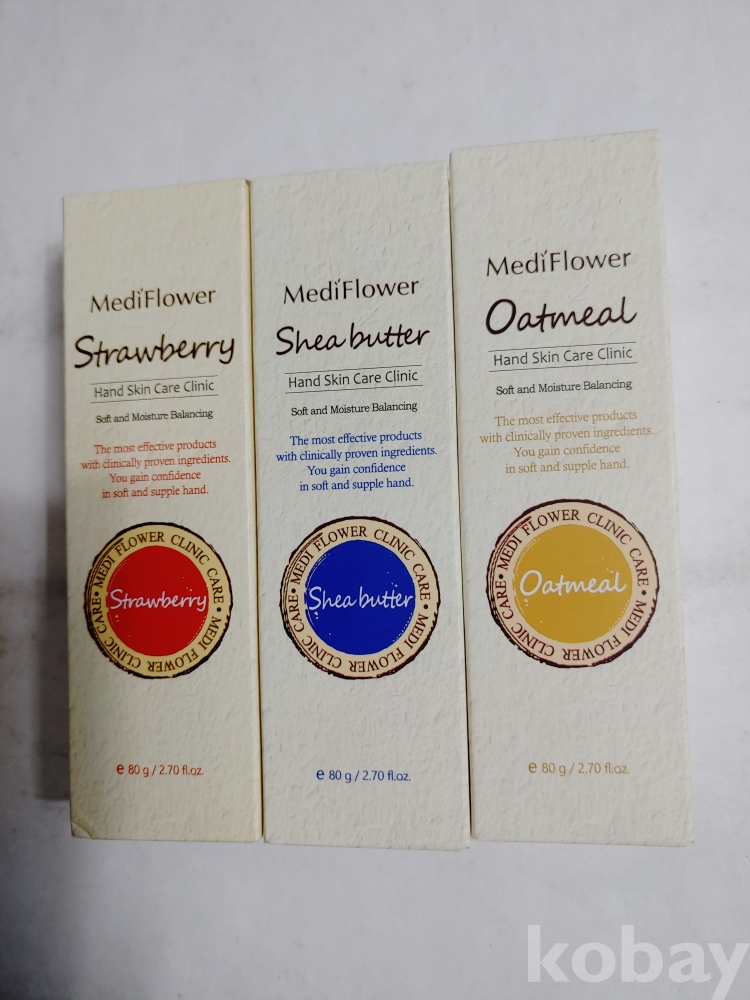 MediFlower
Strawberry
Hand Skin Care Clinic
Soft and Moisture Balancing
The most effective products
with clinically proven ingredients.
You gain confidence
in soft and supple hand.
MEDI FLOWER CLINIC CARE • MEDI FLOWER CLINIC CARE •
Strawberry
e 80 g / 2.70 fl.oz.
MediFlower
Shea butter
Hand Skin Care Clinic
Soft and Moisture Balancing
The most effective products
with clinically proven ingredients.
You gain confidence
in soft and supple hand.
MEDI FLOWER CLINIC CARE • MEDI FLOWER CLINIC CARE •
Shea butter
e 80 g / 2.70 fl.oz.
MediFlower
Oatmeal
Hand Skin Care Clinic
Soft and Moisture Balancing
The most effective products
with clinically proven ingredients.
You gain confidence
in soft and supple hand.
MEDI FLOWER CLINIC CARE • MEDI FLOWER CLINIC CARE •
Oatmeal
e 80 g / 2.70 fl.oz.
kobay